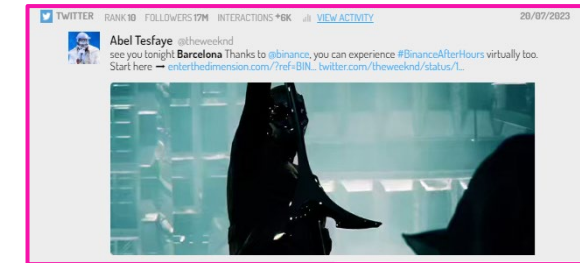 TWITTER RANK 10 FOLLOWERS 17M INTERACTIONS +6K VIEW ACTIVITY 20/07/2023
Abel Tesfaye @theweeknd
see you tonight Barcelona Thanks to @binance, you can experience #BinanceAfterHours virtually too.
Start here → enterthedimension.com/?ref=BIN... twitter.com/theweeknd/status/1...